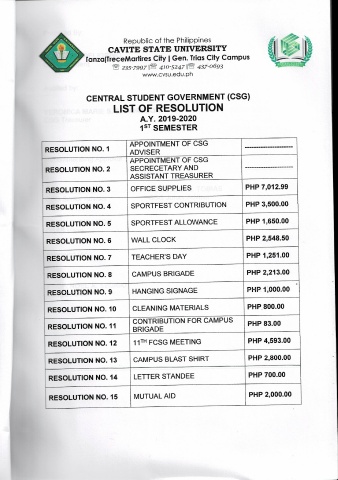 Republic of the Philippines
CAVITE STATE UNIVERSITY
Tanza|TreceMartires City | Gen. Trias City Campus
☏ 235-7997 | ☏ 410-5247 | ☏ 437-0693
www.cvsu.edu.ph
CENTRAL STUDENT GOVERNMENT (CSG)
LIST OF RESOLUTION
A.Y. 2019-2020
1ST SEMESTER
RESOLUTION NO. 1 APPOINTMENT OF CSG ADVISER --------------------
RESOLUTION NO. 2 APPOINTMENT OF CSG SECRECETARY AND ASSISTANT TREASURER --------------------
RESOLUTION NO. 3 OFFICE SUPPLIES PHP 7,012.99
RESOLUTION NO. 4 SPORTFEST CONTRIBUTION PHP 3,500.00
RESOLUTION NO. 5 SPORTFEST ALLOWANCE PHP 1,650.00
RESOLUTION NO. 6 WALL CLOCK PHP 2,548.50
RESOLUTION NO. 7 TEACHER'S DAY PHP 1,251.00
RESOLUTION NO. 8 CAMPUS BRIGADE PHP 2,213.00
RESOLUTION NO. 9 HANGING SIGNAGE PHP 1,000.00
RESOLUTION NO. 10 CLEANING MATERIALS PHP 800.00
RESOLUTION NO. 11 CONTRIBUTION FOR CAMPUS BRIGADE PHP 83.00
RESOLUTION NO. 12 11TH FCSG MEETING PHP 4,593.00
RESOLUTION NO. 13 CAMPUS BLAST SHIRT PHP 2,800.00
RESOLUTION NO. 14 LETTER STANDEE PHP 700.00
RESOLUTION NO. 15 MUTUAL AID PHP 2,000.00